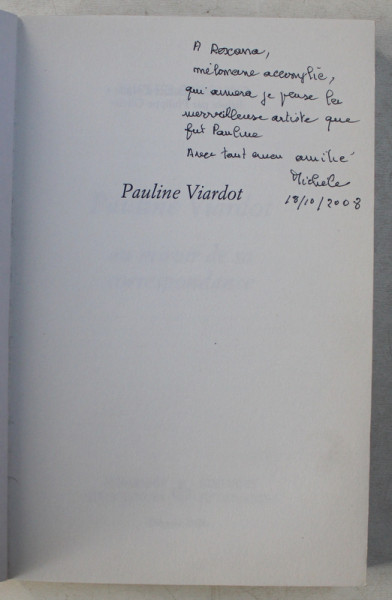 A Roxana,
mélomane accomplie,
qui aimera je pense la
merveilleuse artiste que
fut Pauline
Avec tout mon amitié
Michele
18/10/2008
Pauline Viardot